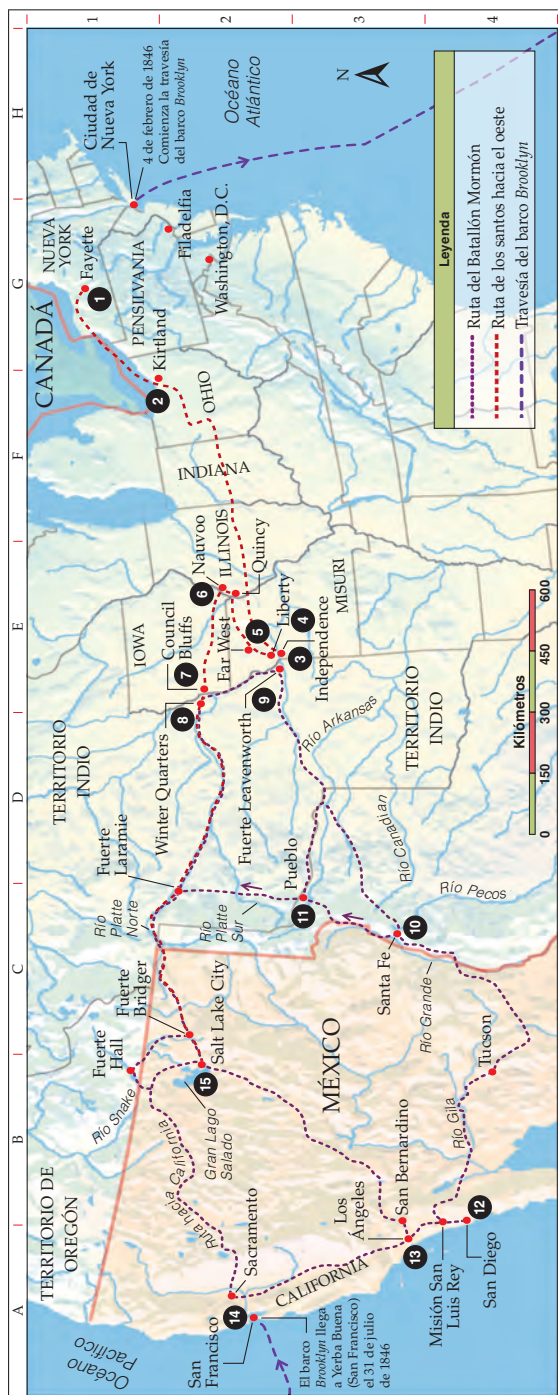 A
B
C
D
E
F
G
H
1
2
3
4
Océano
Pacífico
TERRITORIO DE
OREGÓN
Río Snake
Fuerte
Hall
Fuerte
Bridger
Río
Platte
Norte
Fuerte
Laramie
TERRITORIO
INDIO
Winter Quarters
8
7
Council
Bluffs
IOWA
6
Nauvoo
ILLINOIS
Quincy
INDIANA
OHIO
2
Kirtland
CANADÁ
1
Fayette
NUEVA
YORK
PENSILVANIA
Filadelfia
Washington, D.C.
Ciudad de
Nueva York
4 de febrero de 1846
Comienza la travesía
del barco Brooklyn
Océano
Atlántico
N
Ruta hacia California
Gran Lago
Salado
15
Salt Lake City
Río
Platte
Sur
Pueblo
11
Fuerte Leavenworth
9
Far West
5
Liberty
4
3
Independence
MISURI
Río Arkansas
TERRITORIO
INDIO
Río Canadian
Río Pecos
10
Santa Fe
Río Grande
MÉXICO
Tucson
Río Gila
San Bernardino
Los
Ángeles
13
12
San Diego
Misión San
Luis Rey
CALIFORNIA
Sacramento
14
San
Francisco
El barco
Brooklyn llega
a Yerba Buena
(San Francisco)
el 31 de julio
de 1846
Kilómetros
0 150 300 450 600
Leyenda
Ruta del Batallón Mormón
Ruta de los santos hacia el oeste
Travesía del barco Brooklyn